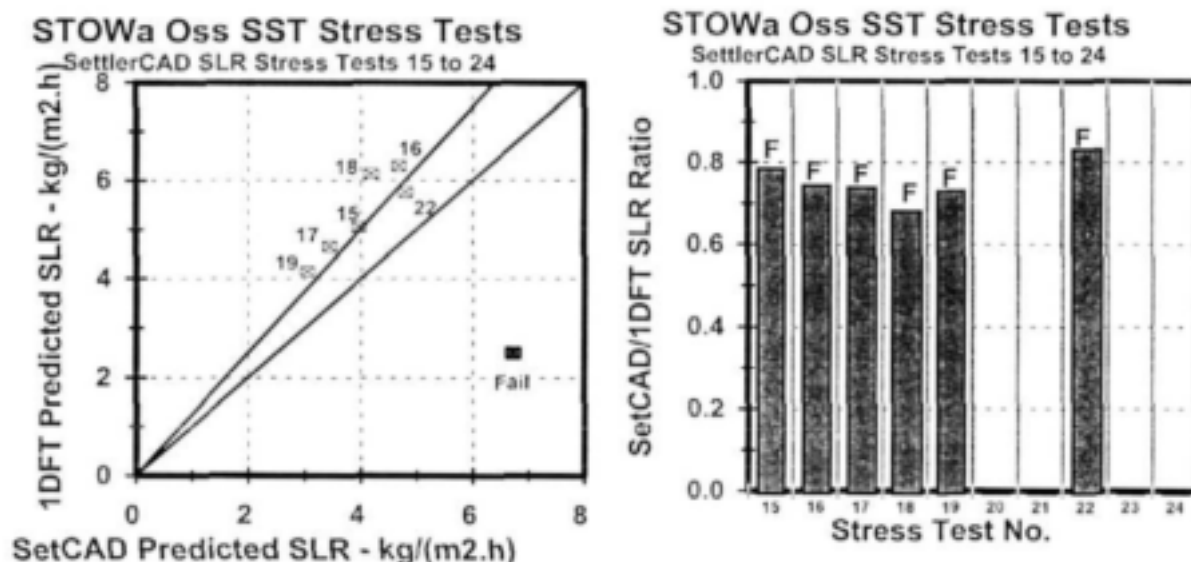 STOWa Oss SST Stress Tests
SettlerCAD SLR Stress Tests 15 to 24
1DFT Predicted SLR - kg/(m2.h)
8
6
4
2
0
16
18
15
22
17
19
Fail
0 2 4 6 8
SetCAD Predicted SLR - kg/(m2.h)
STOWa Oss SST Stress Tests
SettlerCAD SLR Stress Tests 15 to 24
SetCAD/1DFT SLR Ratio
1.0
0.8
0.6
0.4
0.2
0.0
F F F F F F
15 16 17 18 19 20 21 22 23 24
Stress Test No.